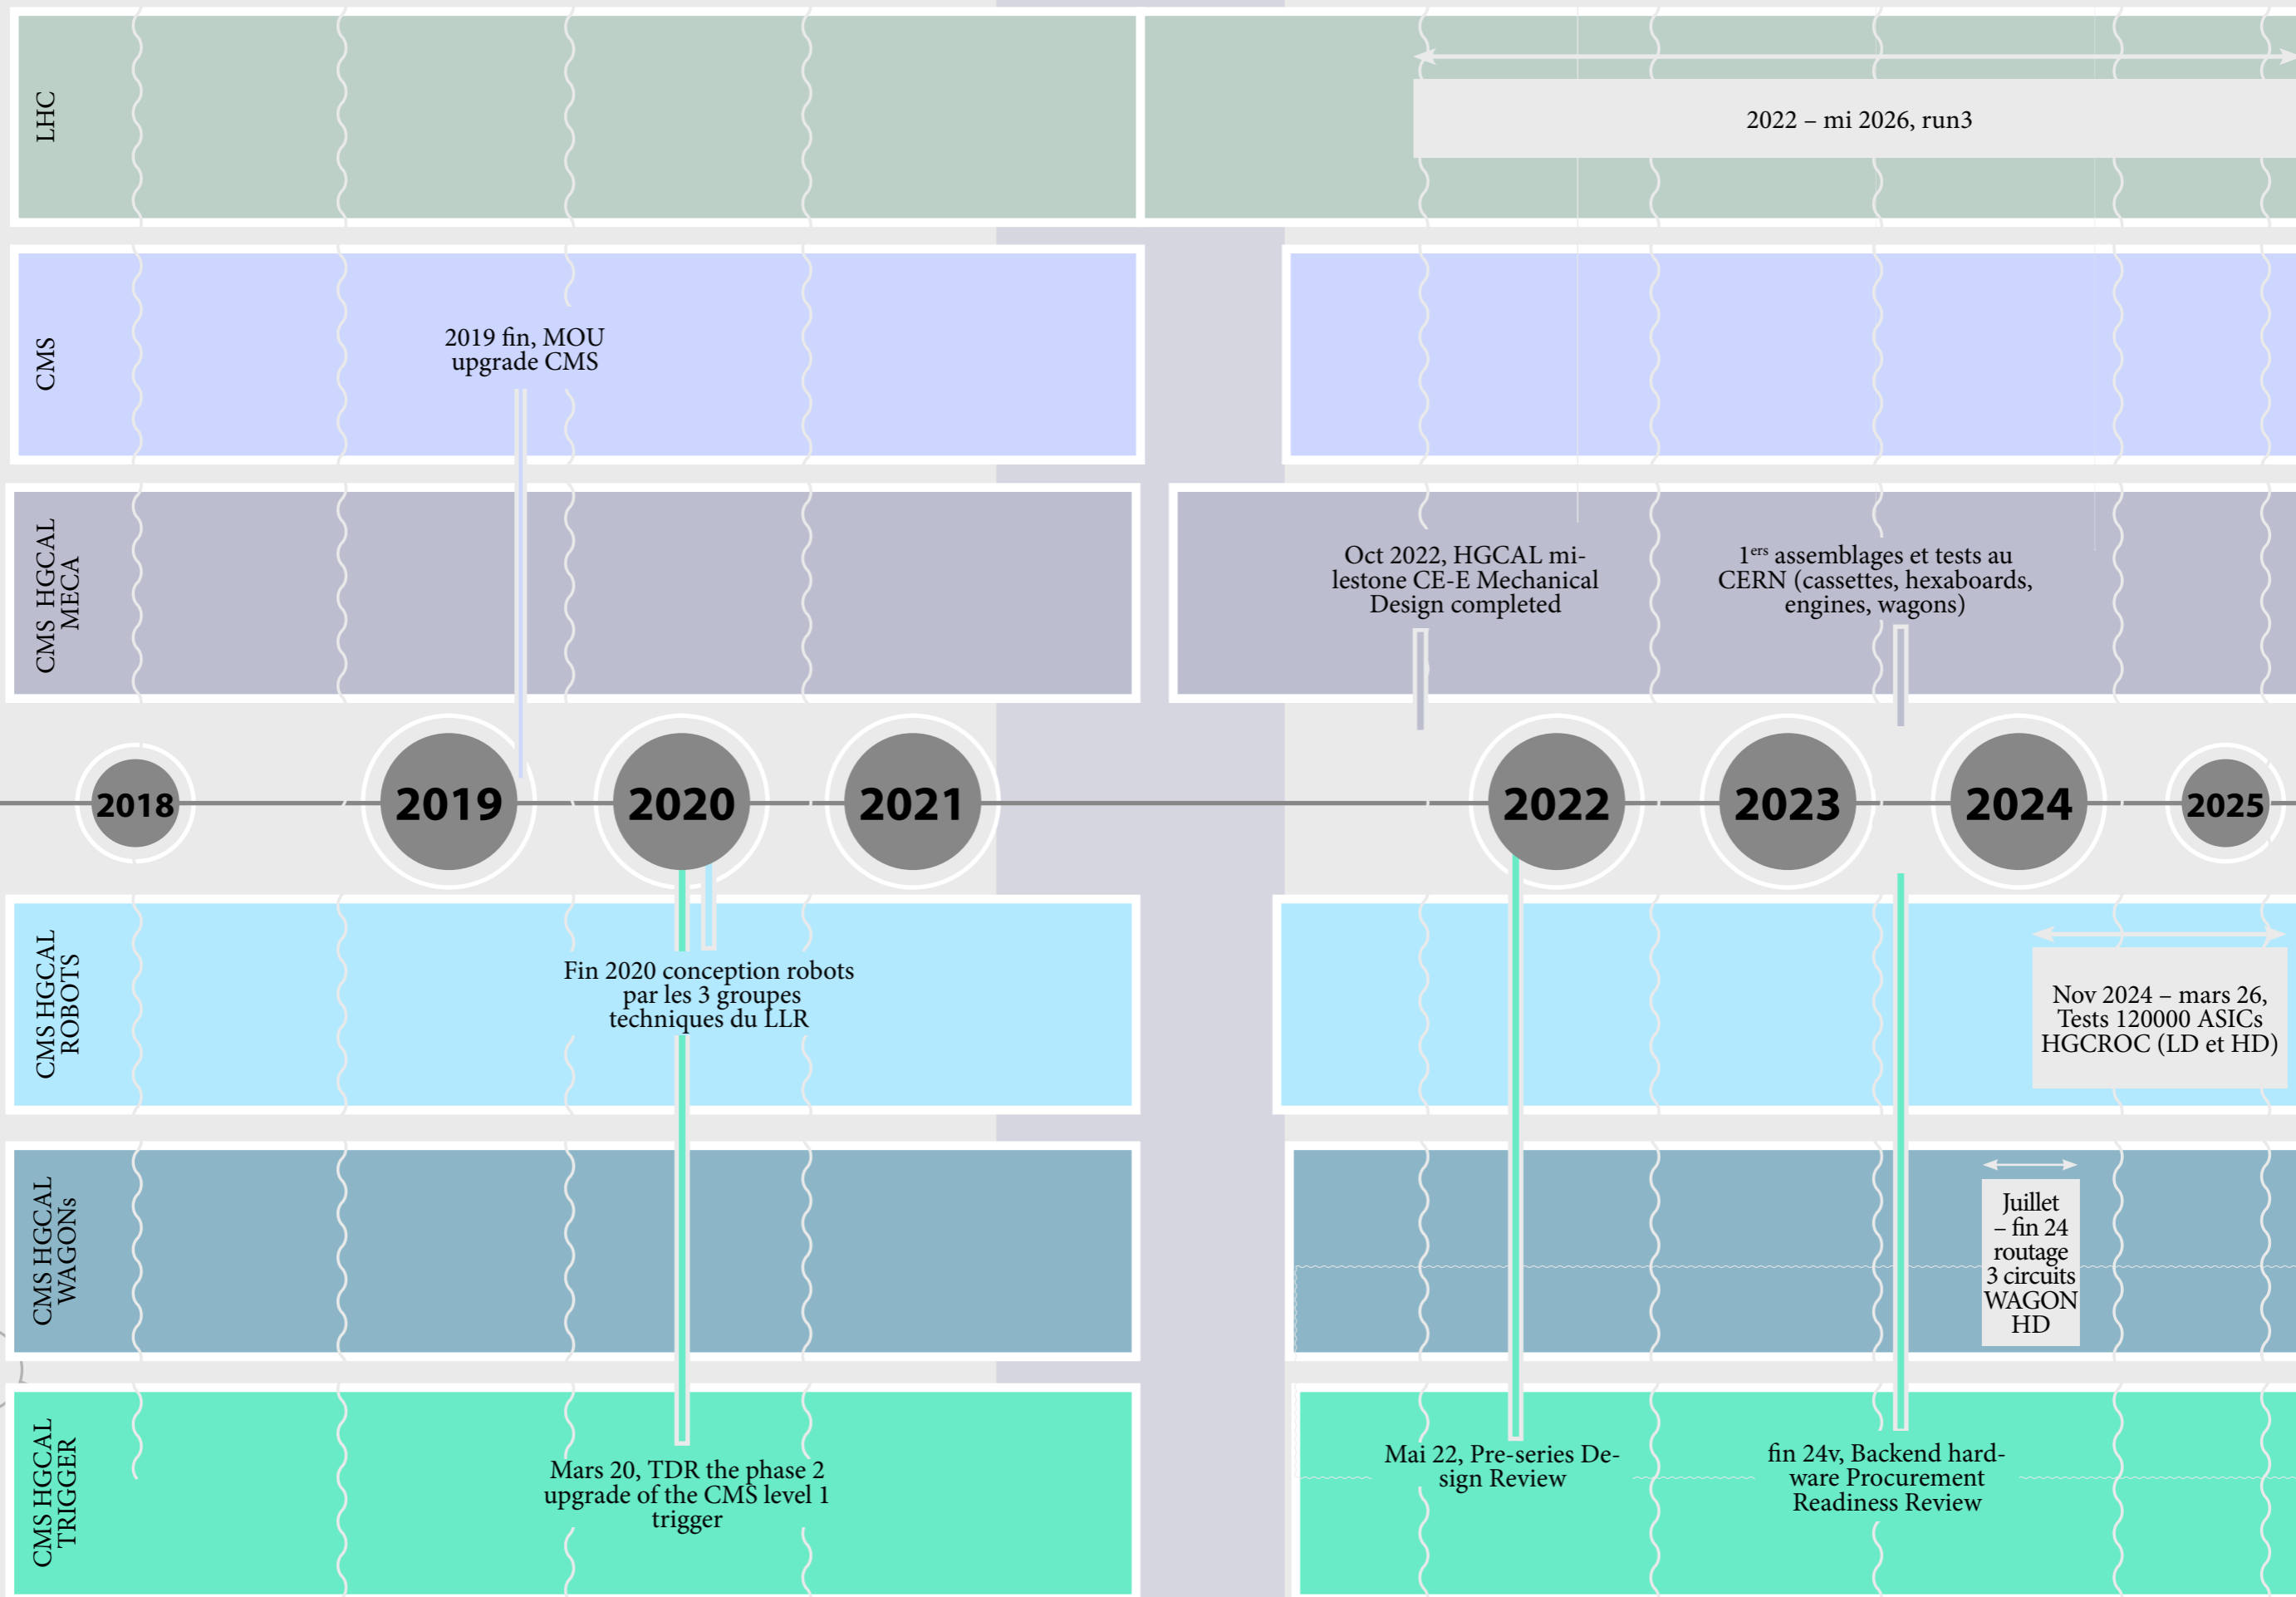 LHC
2022 – mi 2026, run3
CMS
2019 fin, MOU
upgrade CMS
CMS HGCAL
MECA
Oct 2022, HGCAL mi-
lestone CE-E Mechanical
Design completed
1ers assemblages et tests au
CERN (cassettes, hexaboards,
engines, wagons)
2018
2019
2020
2021
2022
2023
2024
2025
CMS HGCAL
ROBOTS
Fin 2020 conception robots
par les 3 groupes
techniques du LLR
Nov 2024 – mars 26,
Tests 120000 ASICs
HGCROC (LD et HD)
CMS HGCAL
WAGONs
Juillet
– fin 24
routage
3 circuits
WAGON
HD
CMS HGCAL
TRIGGER
Mars 20, TDR the phase 2
upgrade of the CMS level 1
trigger
Mai 22, Pre-series De-
sign Review
fin 24v, Backend hard-
ware Procurement
Readiness Review